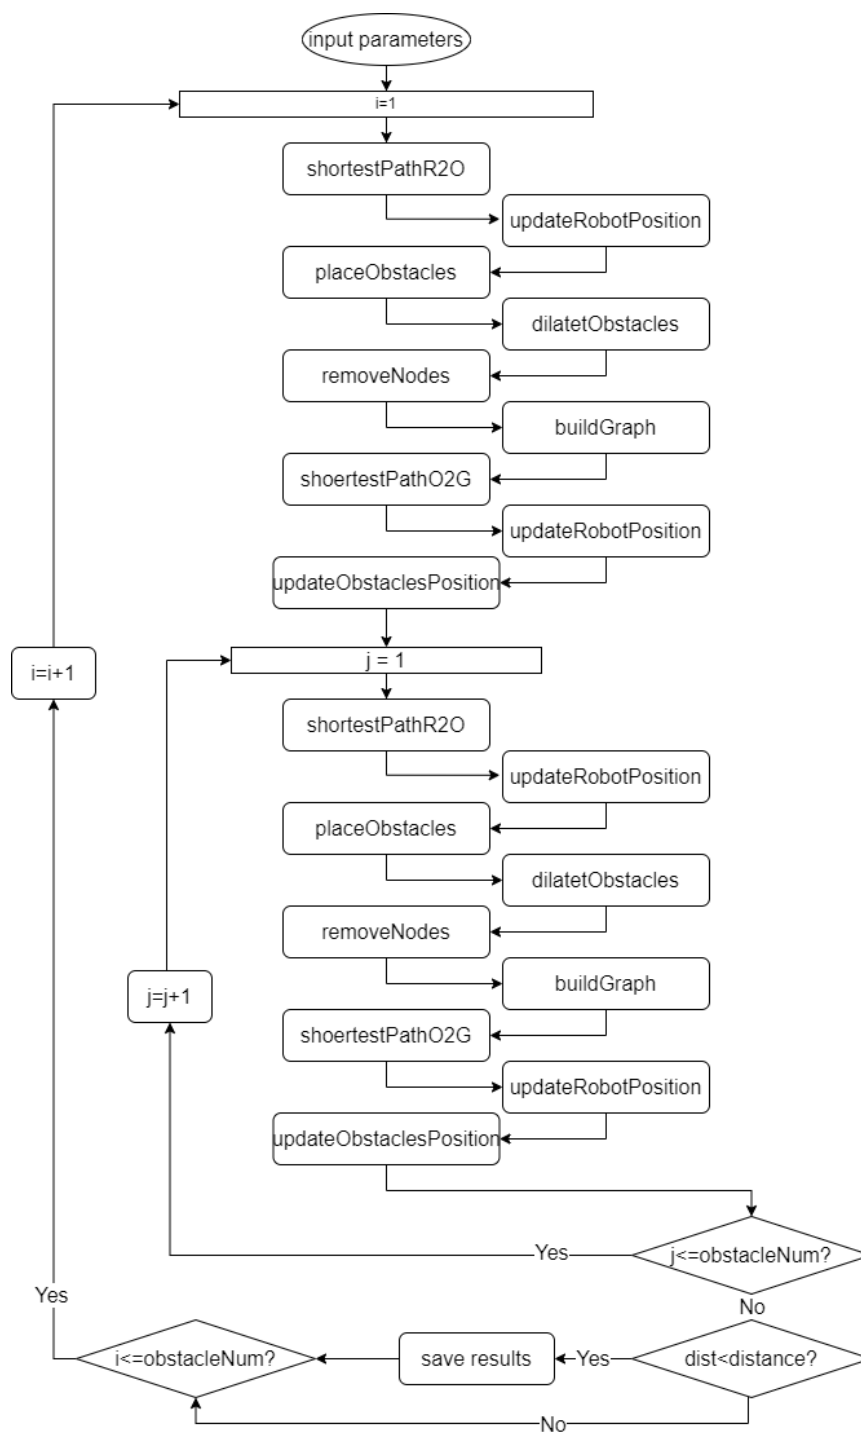 input parameters
i=1
shortestPathR2O
updateRobotPosition
placeObstacles
dilatetObstacles
removeNodes
buildGraph
shoertestPathO2G
updateRobotPosition
updateObstaclesPosition
i=i+1
j = 1
shortestPathR2O
updateRobotPosition
placeObstacles
dilatetObstacles
removeNodes
j=j+1
buildGraph
shoertestPathO2G
updateRobotPosition
updateObstaclesPosition
Yes
j<=obstacleNum?
Yes
No
i<=obstacleNum?
save results
Yes
dist<distance?
No